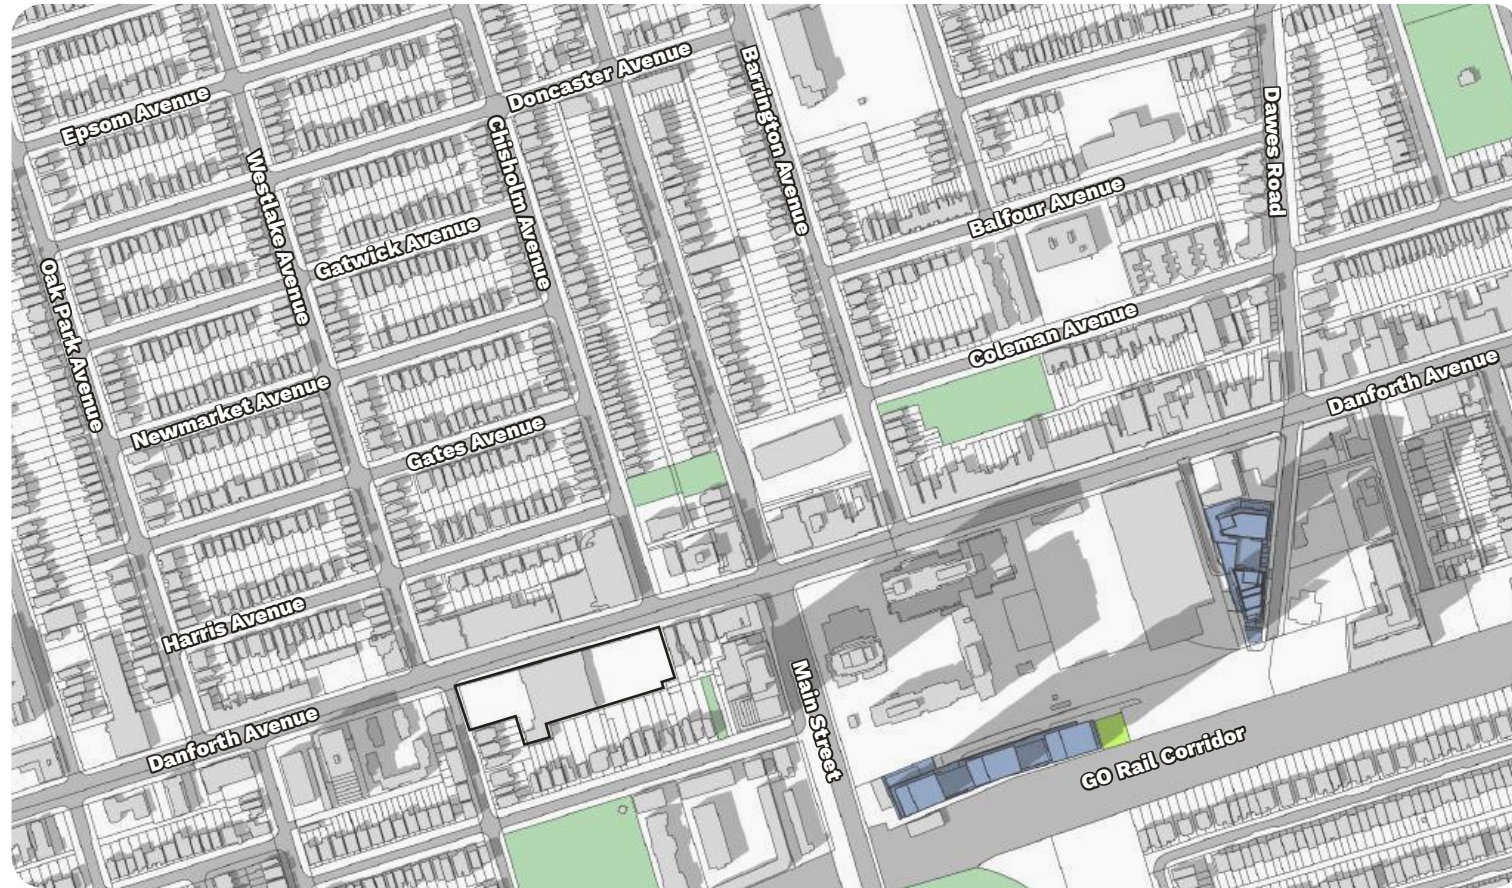 Doncaster Avenue
Epsom Avenue
Barrington Avenue
Dawes Road
Chisholm Avenue
Westlake Avenue
Balfour Avenue
Gatwick Avenue
Oak Park Avenue
Coleman Avenue
Danforth Avenue
Newmarket Avenue
Gates Avenue
Harris Avenue
Main Street
Danforth Avenue
GO Rail Corridor